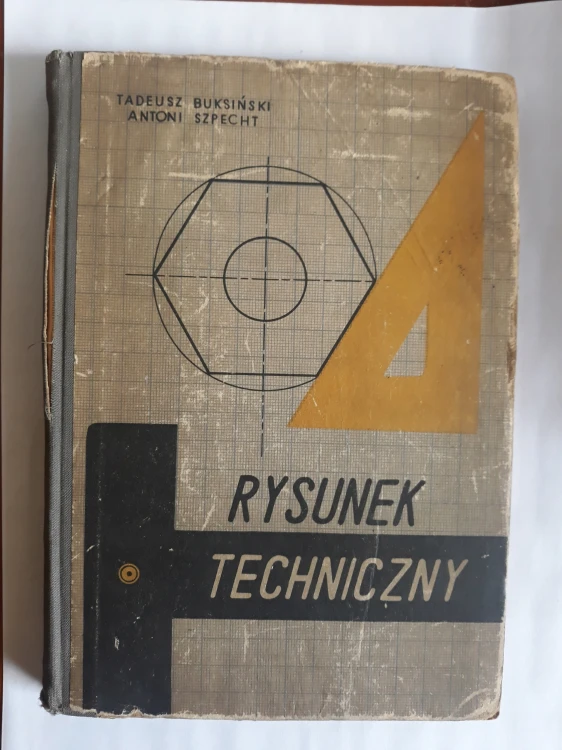 TADEUSZ BUKSIŃSKI
ANTONI SZPECHT
RYSUNEK
TECHNICZNY